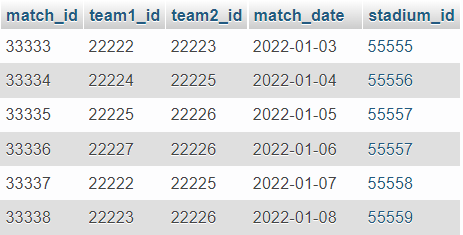 match_id team1_id team2_id match_date stadium_id
33333 22222 22223 2022-01-03 55555
33334 22224 22225 2022-01-04 55556
33335 22225 22226 2022-01-05 55557
33336 22227 22226 2022-01-06 55557
33337 22222 22225 2022-01-07 55558
33338 22223 22226 2022-01-08 55559